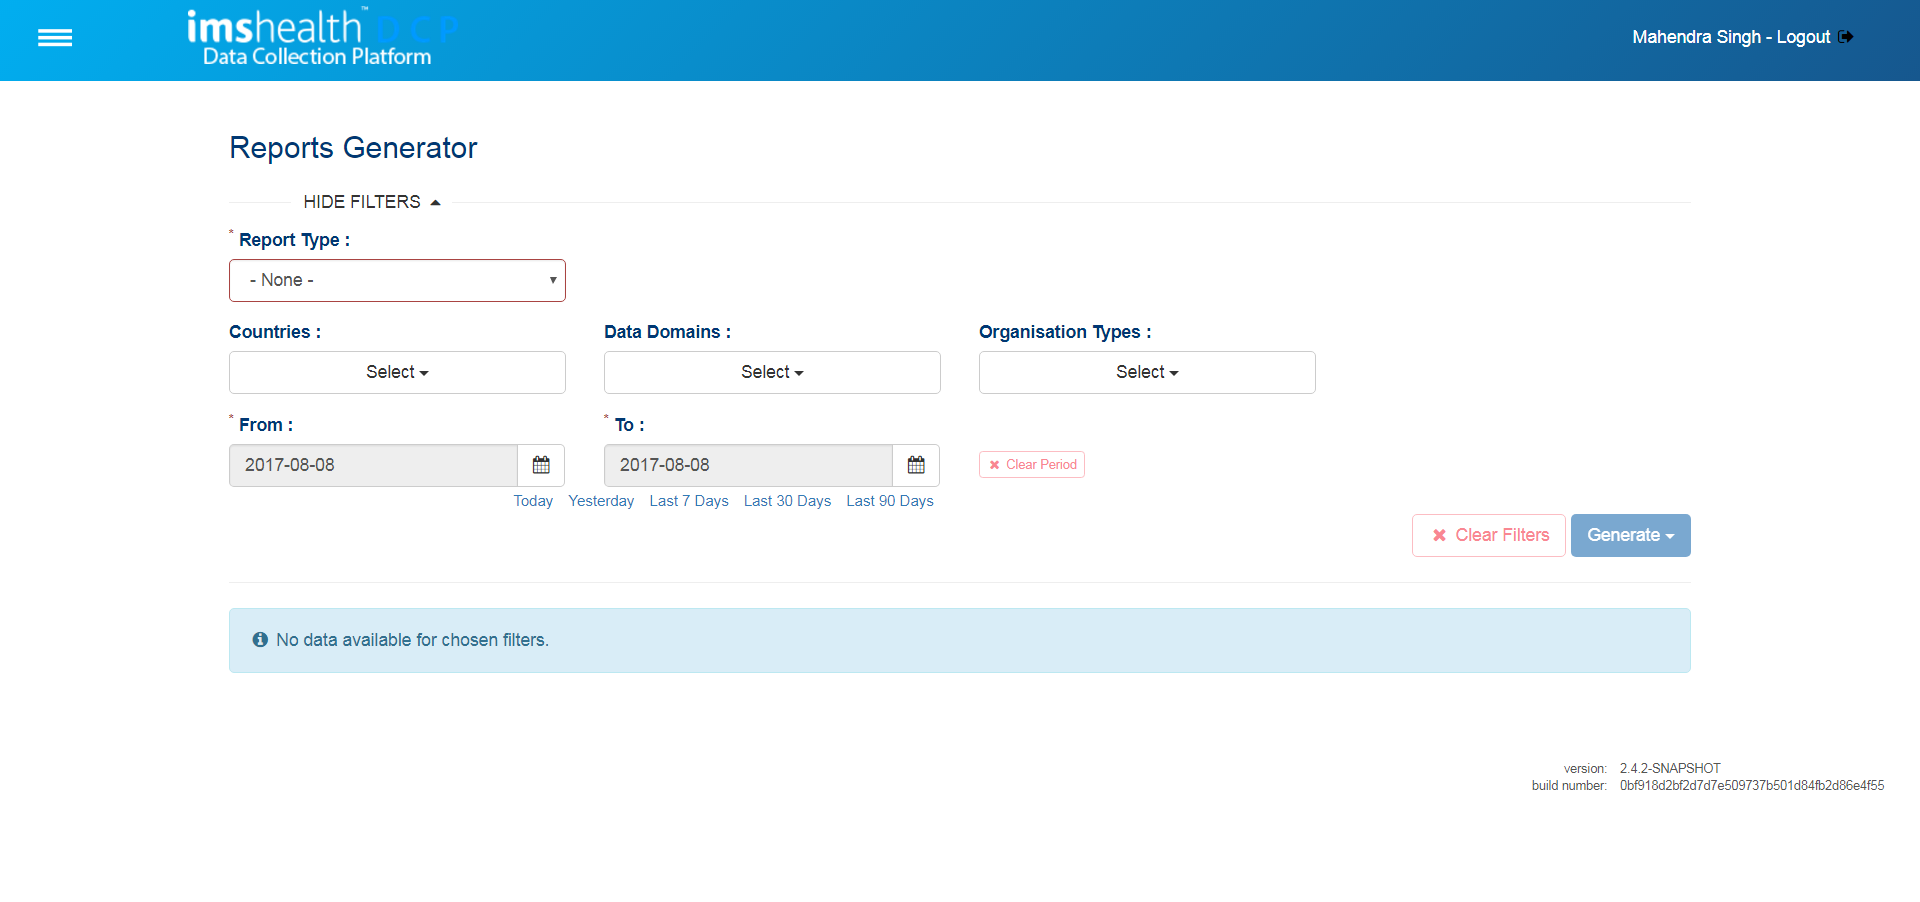 imshealth™ DCP
Data Collection Platform
Mahendra Singh - Logout
Reports Generator
HIDE FILTERS
* Report Type :
- None -
Countries : Data Domains : Organisation Types :
Select Select Select
* From : * To :
2017-08-08 2017-08-08 Clear Period
Today Yesterday Last 7 Days Last 30 Days Last 90 Days
Clear Filters Generate
No data available for chosen filters.
version: 2.4.2-SNAPSHOT
build number: 0bf918d2bf2d7d7e509737b501d84fb2d86e4f55